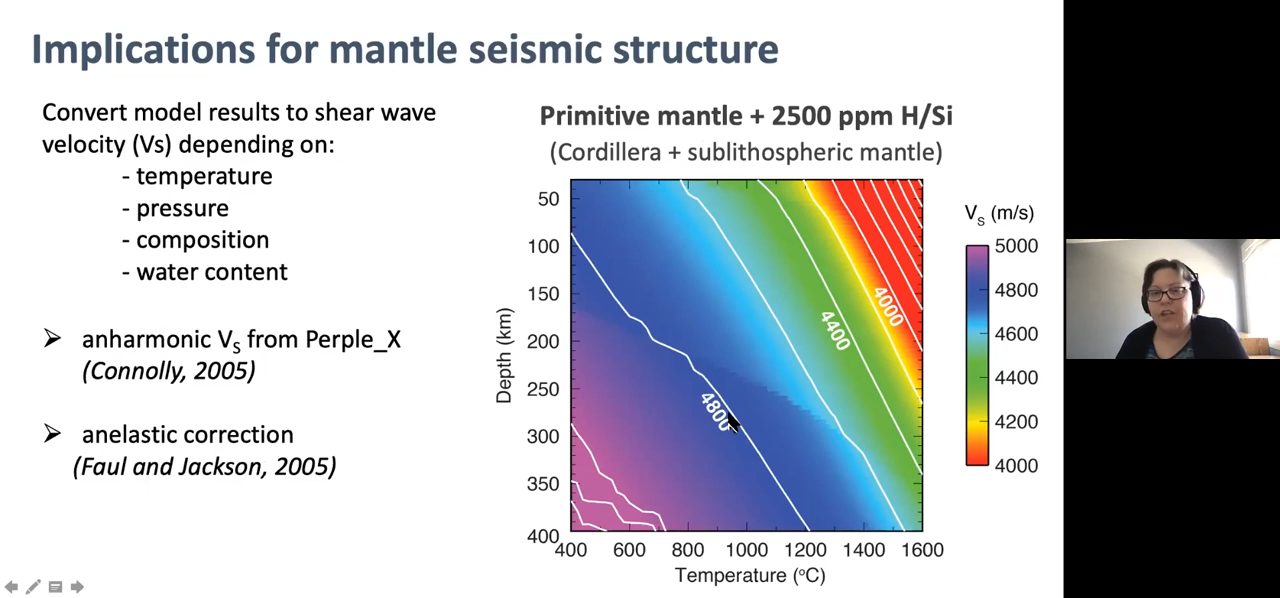 Implications for mantle seismic structure
Convert model results to shear wave
velocity (Vs) depending on:
- temperature
- pressure
- composition
- water content
➢ anharmonic VS from Perple_X
(Connolly, 2005)
➢ anelastic correction
(Faul and Jackson, 2005)
Primitive mantle + 2500 ppm H/Si
(Cordillera + sublithospheric mantle)
Depth (km)
50
100
150
200
250
300
350
400
4800
4400
4000
400 600 800 1000 1200 1400 1600
Temperature (oC)
VS (m/s)
5000
4800
4600
4400
4200
4000